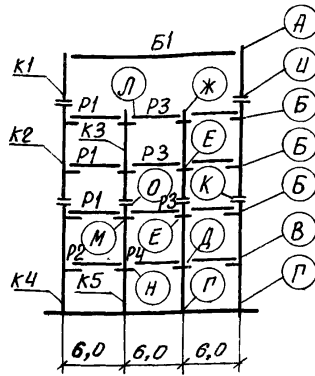 Б1
А
К1
Л
Ж
И
Р1
Р3
Б
К2
К3
Е
Р1
Р3
Б
О
К
Р1
Р3
Б
М
Е
Д
В
Р2
Р4
К4
К5
Н
Г
Г
6,0
6,0
6,0